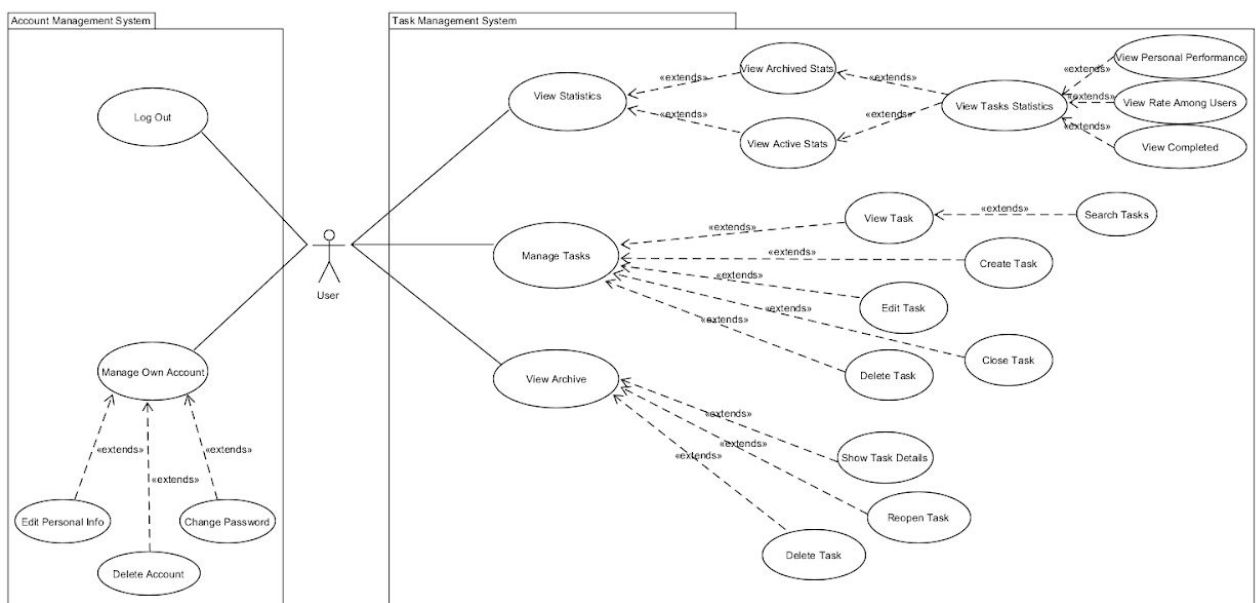 Account Management System
Log Out
Manage Own Account
«extends»
«extends»
«extends»
Edit Personal Info
Change Password
Delete Account
User
Task Management System
View Statistics
«extends»
«extends»
View Archived Stats
View Active Stats
«extends»
«extends»
View Tasks Statistics
«extends»
«extends»
«extends»
View Personal Performance
View Rate Among Users
View Completed
Manage Tasks
«extends»
«extends»
«extends»
«extends»
«extends»
View Task
«extends»
Search Tasks
Create Task
Edit Task
Close Task
Delete Task
View Archive
«extends»
«extends»
«extends»
Show Task Details
Reopen Task
Delete Task